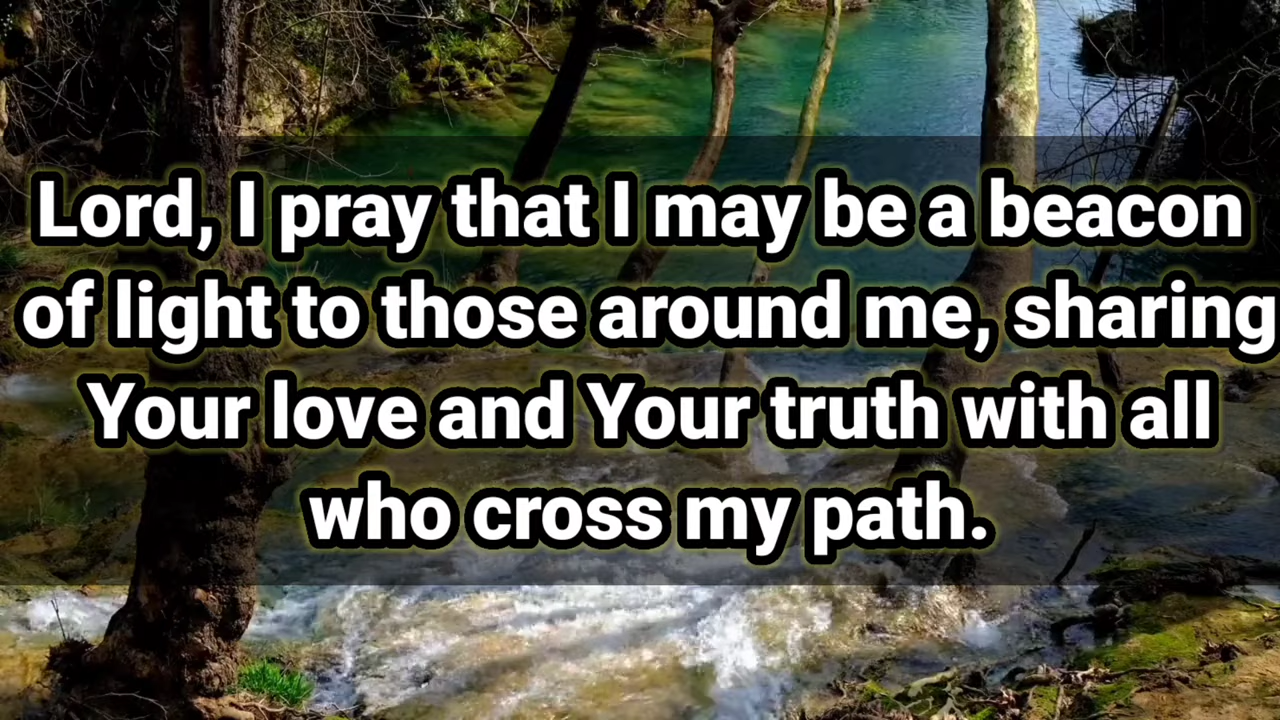 Lord, I pray that I may be a beacon
of light to those around me, sharing
Your love and Your truth with all
who cross my path.